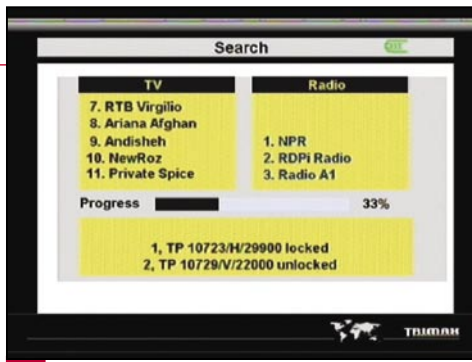 Search
TV
7. RTB Virgilio
8. Ariana Afghan
9. Andisheh
10. NewRoz
11. Private Spice
Radio
1. NPR
2. RDPi Radio
3. Radio A1
Progress 33%
1, TP 10723/H/29900 locked
2, TP 10729/V/22000 unlocked
TRIMAX